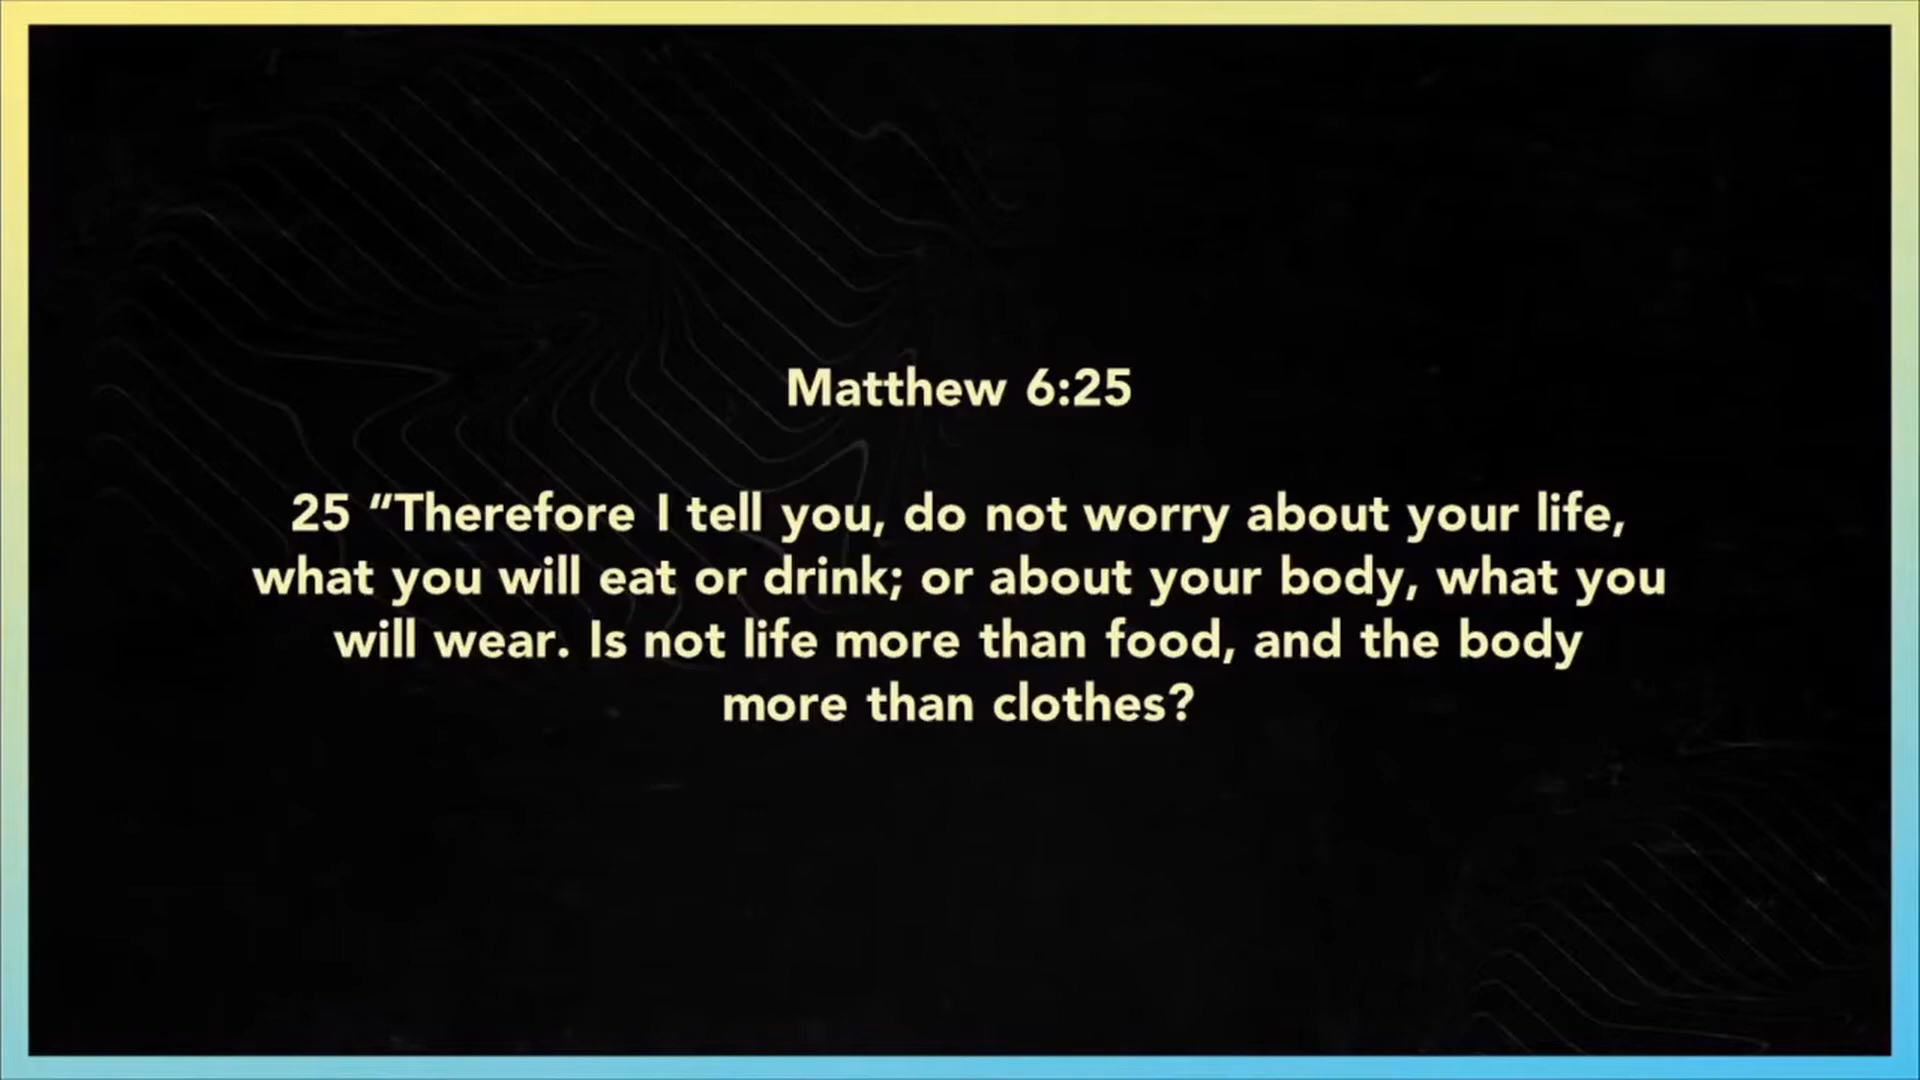 Matthew 6:25
25 “Therefore I tell you, do not worry about your life,
what you will eat or drink; or about your body, what you
will wear. Is not life more than food, and the body
more than clothes?